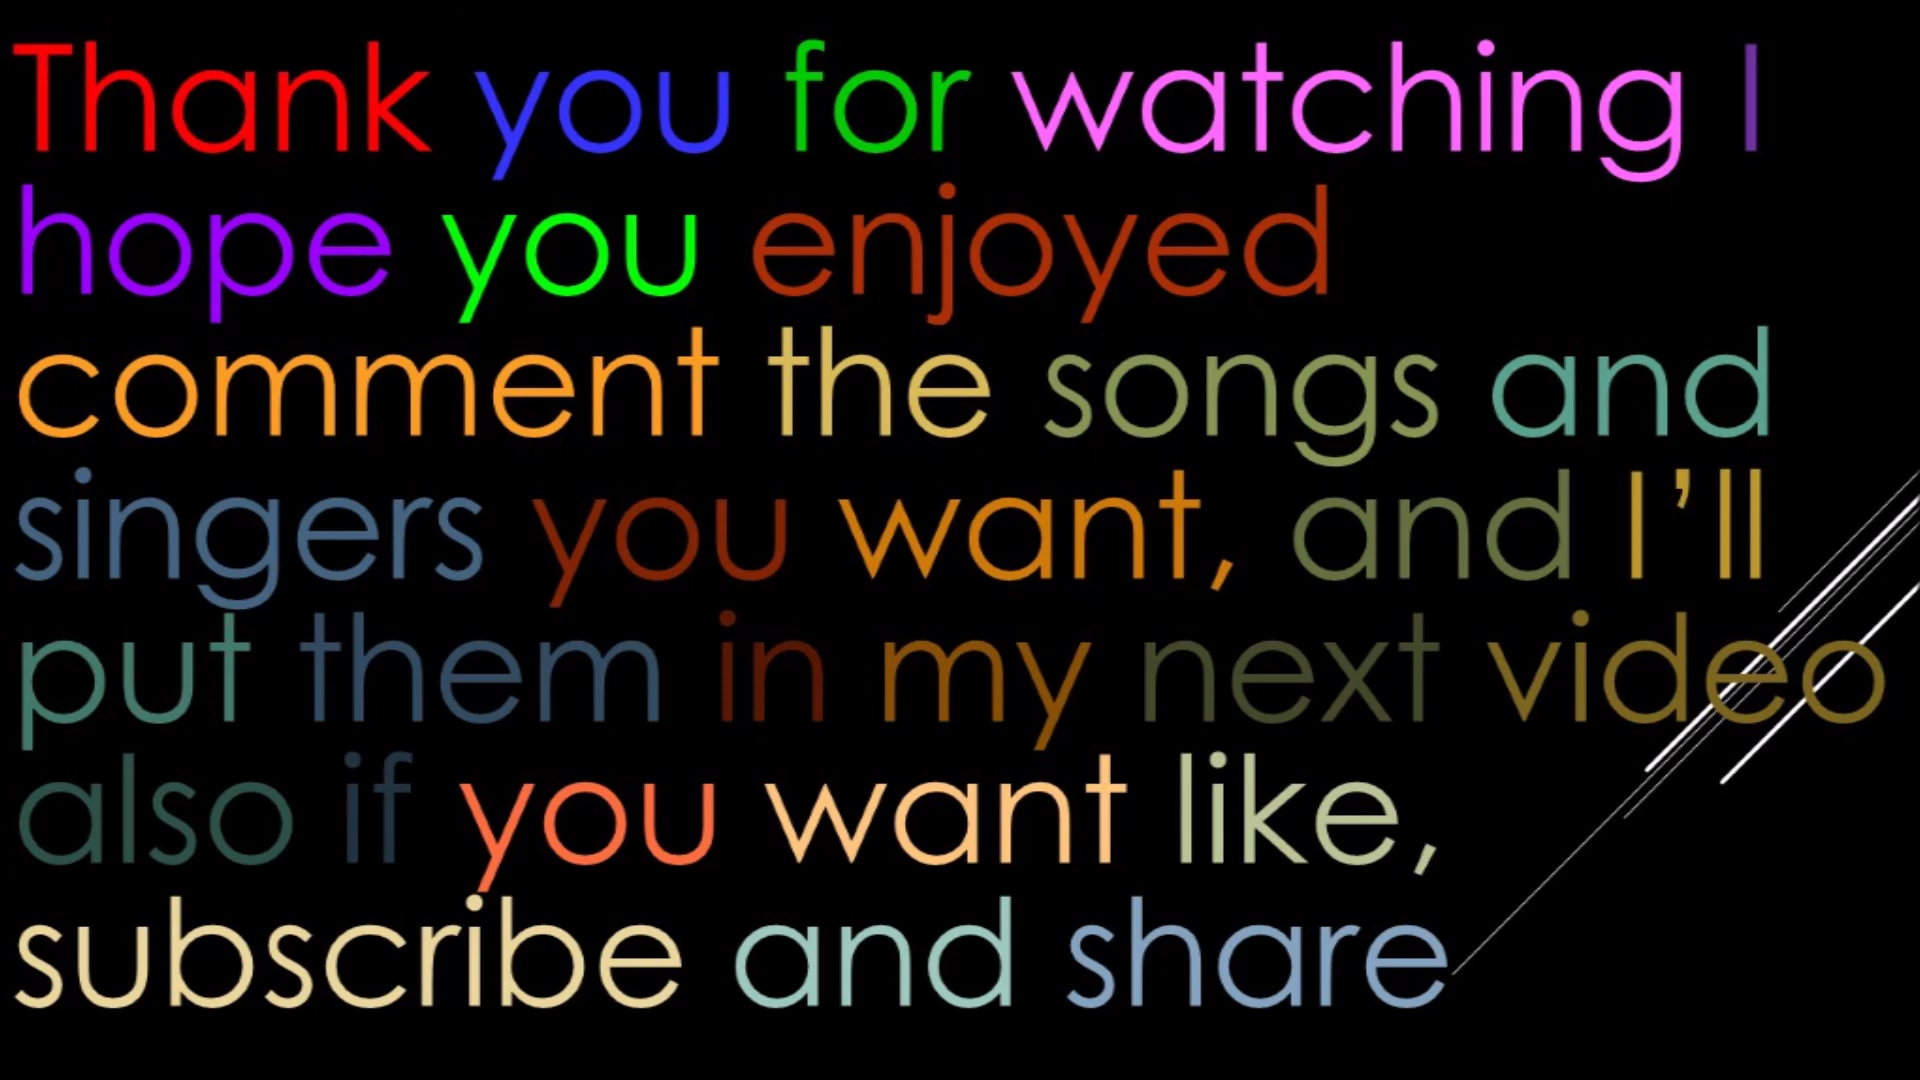 Thank you for watching I
hope you enjoyed
comment the songs and
singers you want, and I’ll
put them in my next video
also if you want like,
subscribe and share